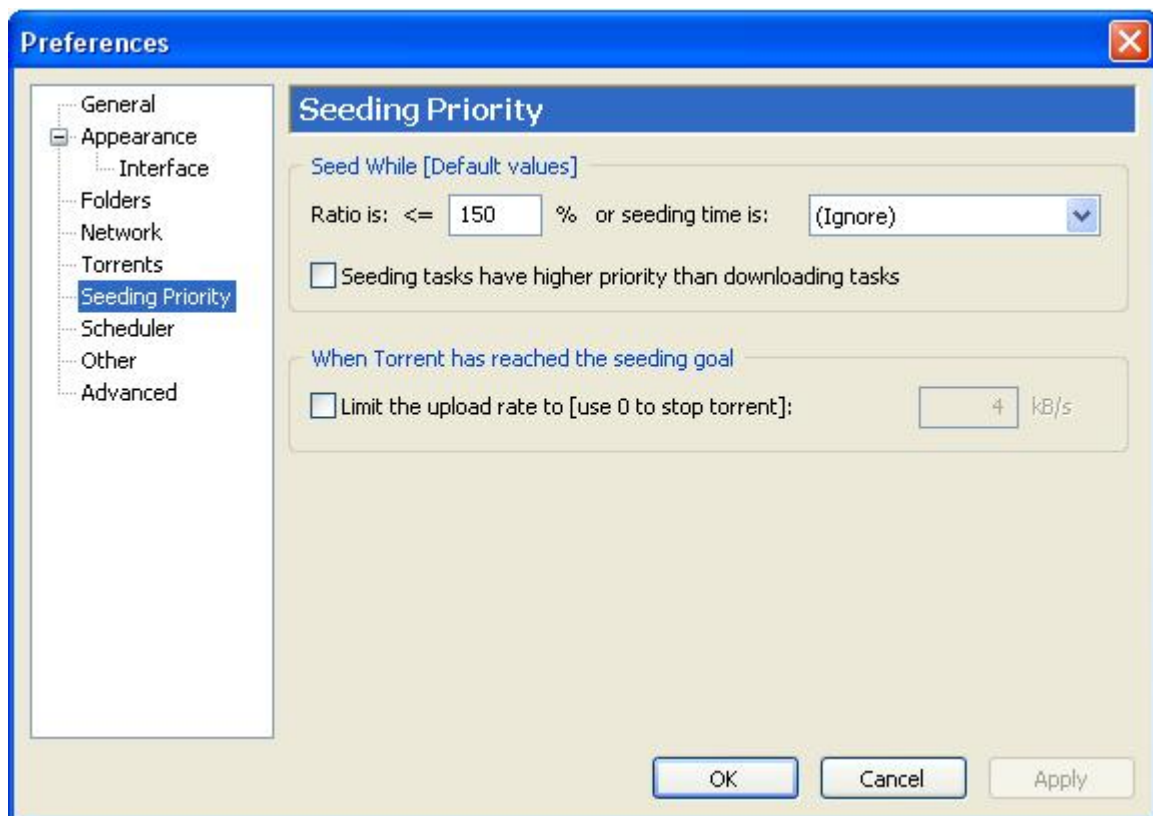 Preferences
General
Appearance
Interface
Folders
Network
Torrents
Seeding Priority
Scheduler
Other
Advanced
Seeding Priority
Seed While [Default values]
Ratio is: <= 150 % or seeding time is: (Ignore)
Seeding tasks have higher priority than downloading tasks
When Torrent has reached the seeding goal
Limit the upload rate to [use 0 to stop torrent]: 4 kB/s
OK Cancel Apply